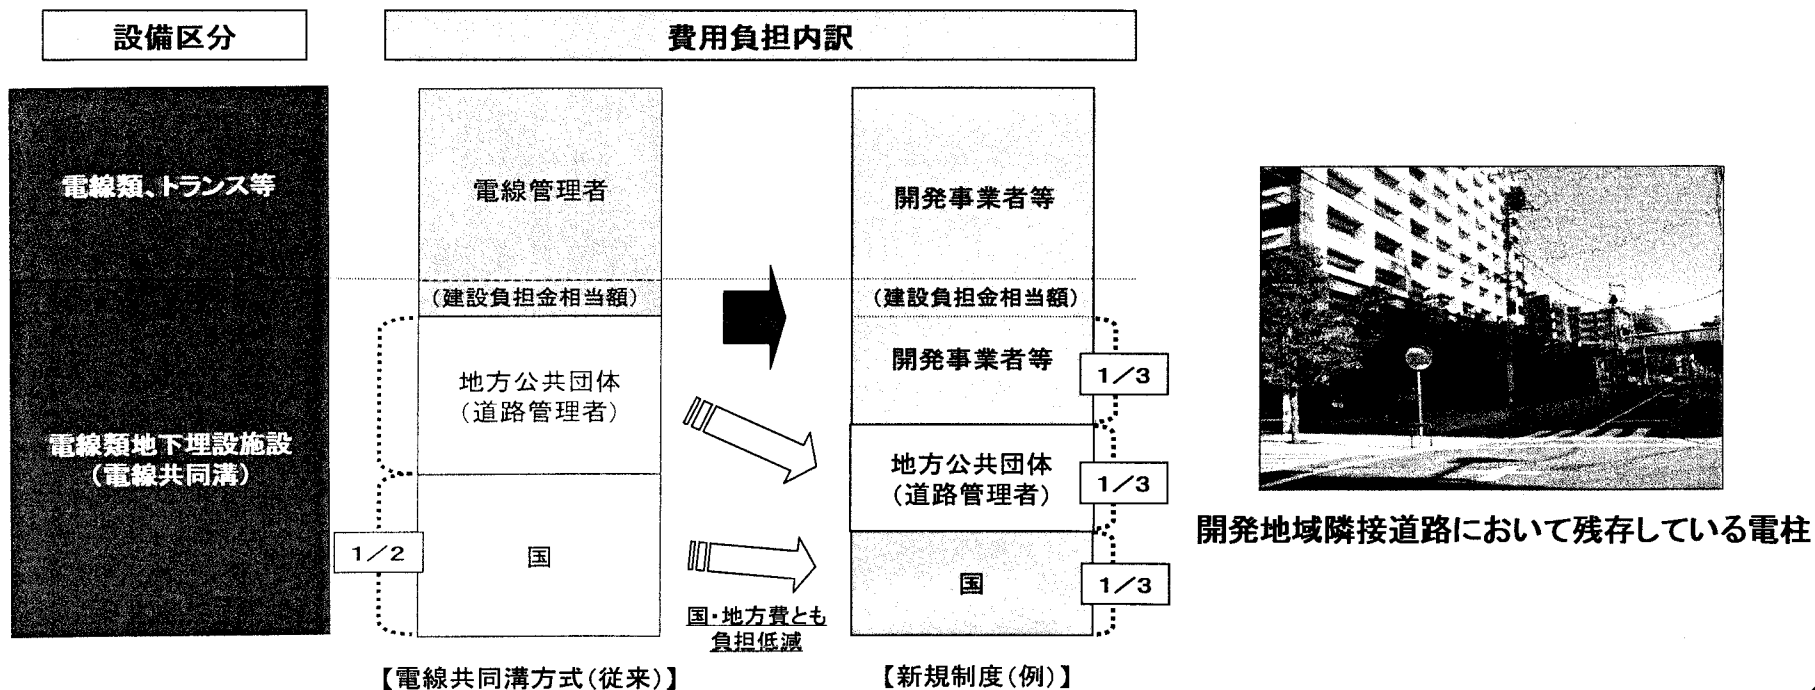 設備区分
費用負担内訳
電線類、トランス等
電線類地下埋設施設
(電線共同溝)
電線管理者
(建設負担金相当額)
地方公共団体
(道路管理者)
国
1/2
【電線共同溝方式(従来)】
国・地方費とも
負担低減
開発事業者等
(建設負担金相当額)
開発事業者等
1/3
地方公共団体
(道路管理者)
1/3
国
1/3
【新規制度(例)】
開発地域隣接道路において残存している電柱